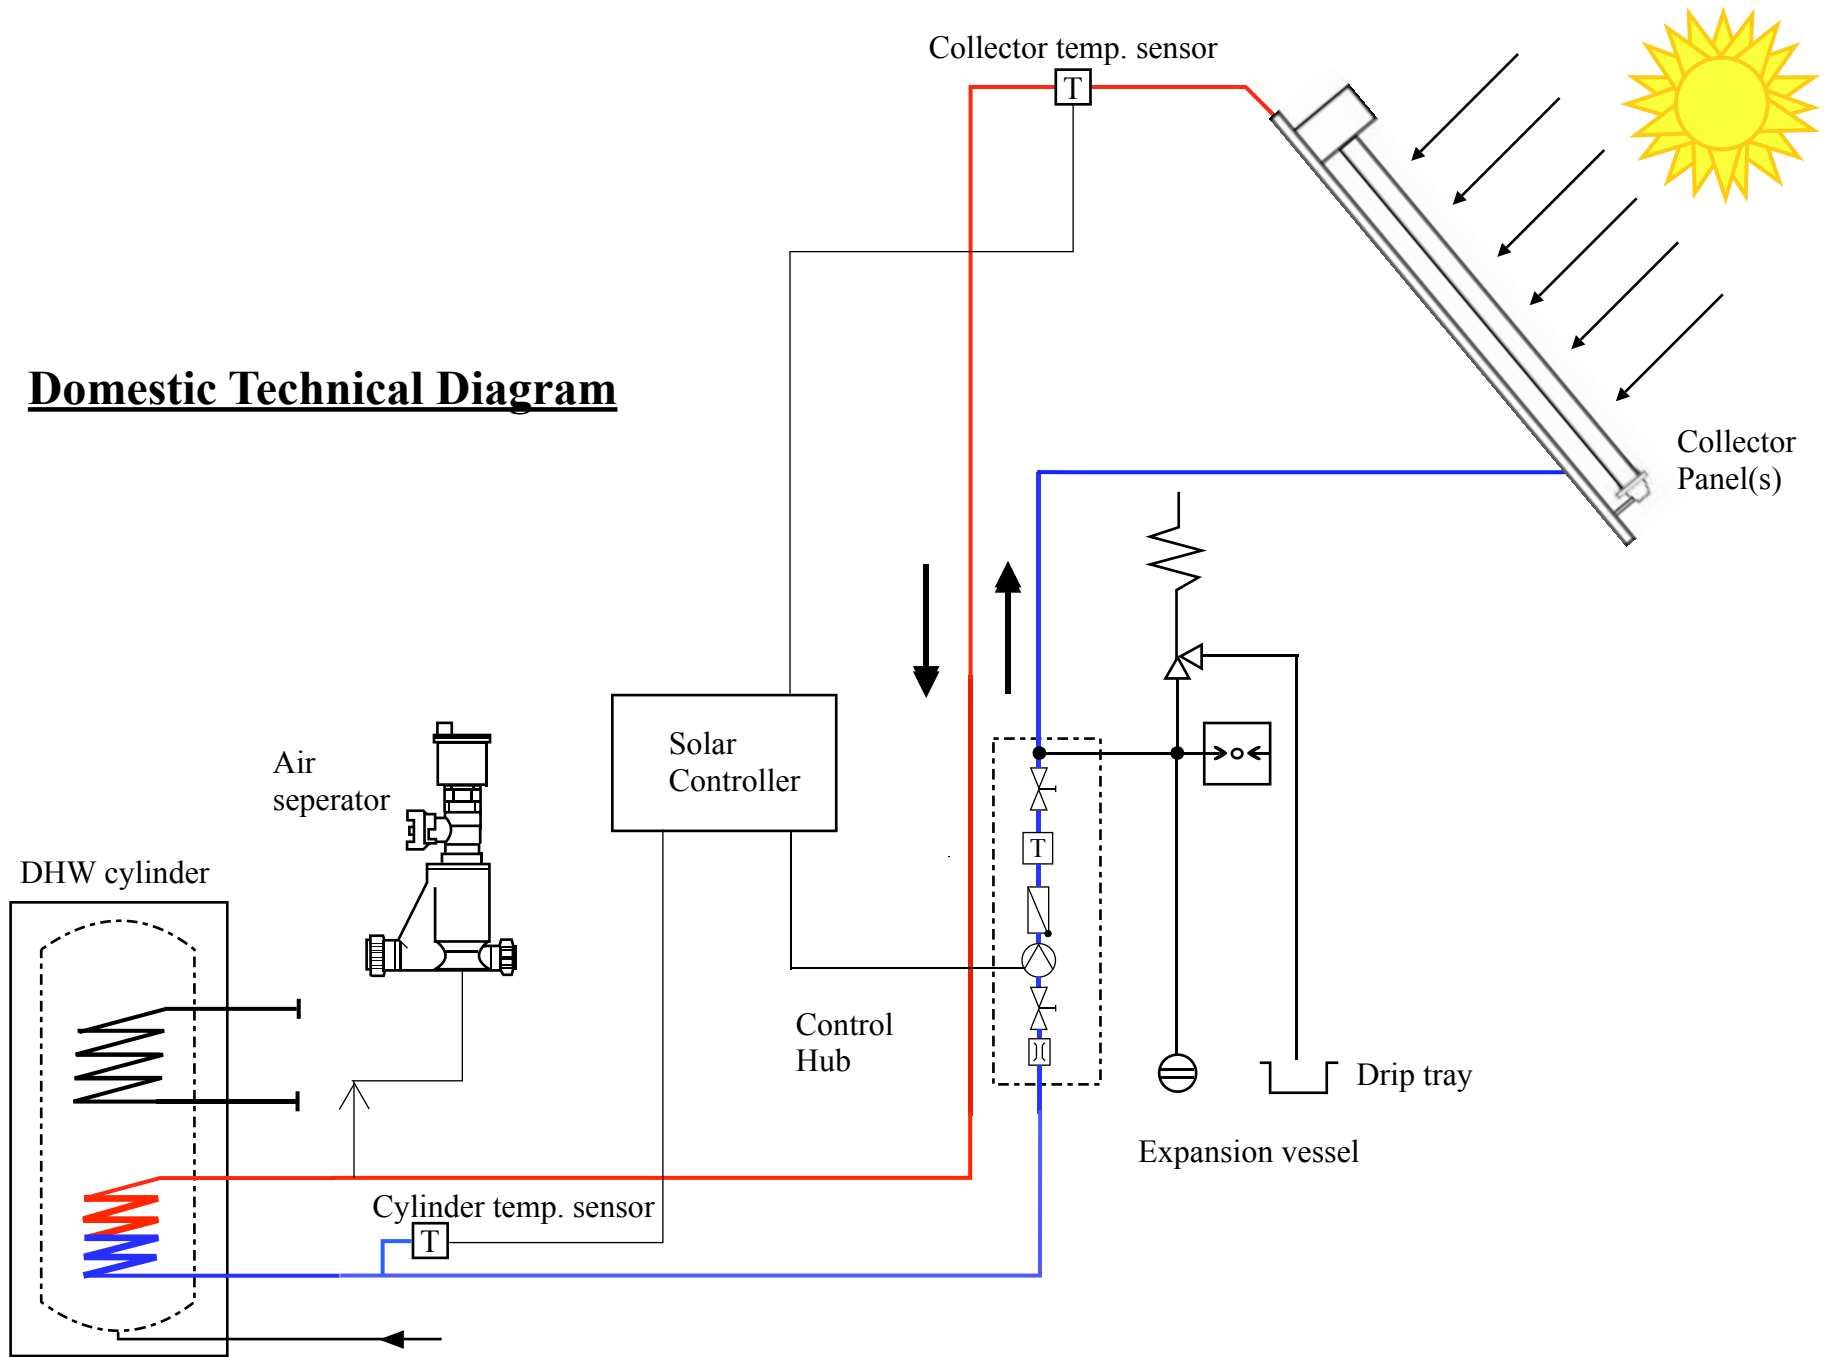 Collector temp. sensor
T
Domestic Technical Diagram
Collector
Panel(s)
Solar
Controller
Air
seperator
T
DHW cylinder
Control
Hub
Drip tray
Expansion vessel
Cylinder temp. sensor
T